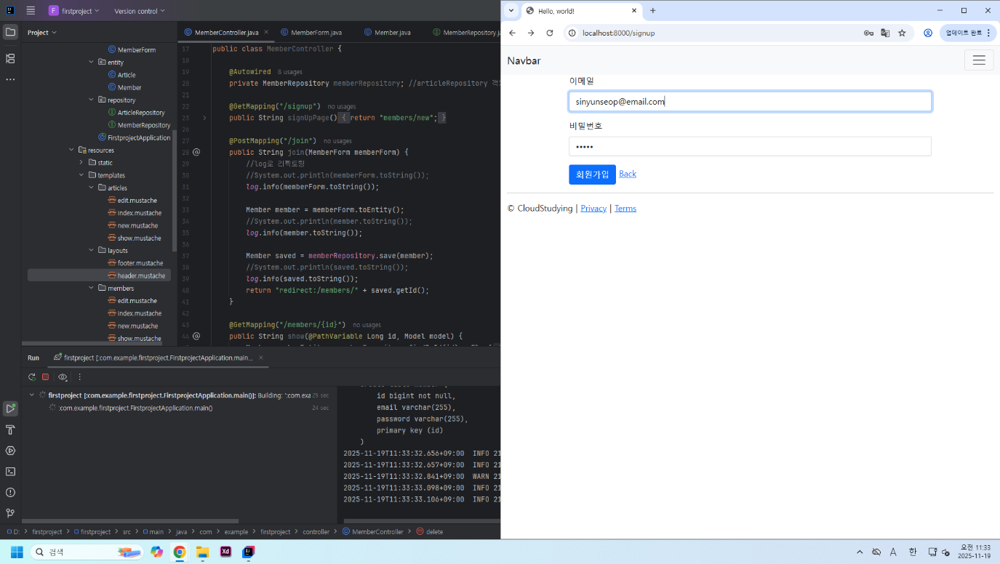 F firstproject Version control
Project
MemberForm
entity
Article
Member
repository
ArticleRepository
MemberRepository
FirstprojectApplication
resources
static
templates
articles
edit.mustache
index.mustache
new.mustache
show.mustache
layouts
footer.mustache
header.mustache
members
edit.mustache
index.mustache
new.mustache
show.mustache
MemberController.java MemberForm.java Member.java MemberRepository.ja
17 public class MemberController {
18
19 @Autowired 8 usages
20 private MemberRepository memberRepository; //articleRepository 객
21
22 @GetMapping("/signup") no usages
23 public String signUpPage() { return "members/new"; }
26
27 @PostMapping("/join") no usages
28 public String join(MemberForm memberForm) {
29 //log로 리펙토링
30 //System.out.println(memberForm.toString());
31 log.info(memberForm.toString());
32
33 Member member = memberForm.toEntity();
34 //System.out.println(member.toString());
35 log.info(member.toString());
36
37 Member saved = memberRepository.save(member);
38 //System.out.println(saved.toString());
39 log.info(saved.toString());
40 return "redirect:/members/" + saved.getId();
41 }
42
43 @GetMapping("/members/{id}") no usages
44 public String show(@PathVariable Long id, Model model) {
Run firstproject [:com.example.firstproject.FirstprojectApplication.main...
firstproject [:com.example.firstproject.FirstprojectApplication.main()]: Building: ':com.exa 25 sec
:com.example.firstproject.FirstprojectApplication.main() 24 sec
id bigint not null,
email varchar(255),
password varchar(255),
primary key (id)
)
2025-11-19T11:33:32.656+09:00 INFO 21
2025-11-19T11:33:32.657+09:00 INFO 21
2025-11-19T11:33:32.841+09:00 WARN 21
2025-11-19T11:33:33.098+09:00 INFO 21
2025-11-19T11:33:33.106+09:00 INFO 21
D: > firstproject > firstproject > src > main > java > com > example > firstproject > controller > MemberController > delete
Hello, world!
localhost:8000/signup
업데이트 완료
Navbar
이메일
sinyunseop@email.com
비밀번호
•••••
회원가입 Back
© CloudStudying | Privacy | Terms
검색
Xd
A 한
오전 11:33
2025-11-19